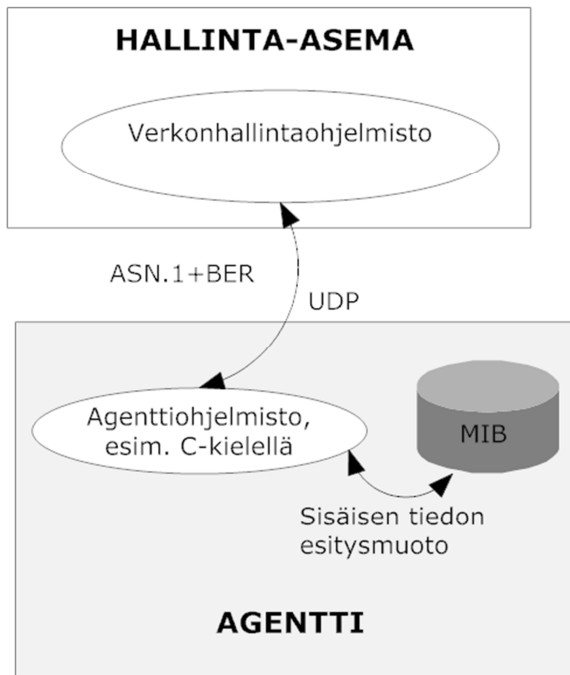 HALLINTA-ASEMA
Verkonhallintaohjelmisto
ASN.1+BER
UDP
Agenttiohjelmisto,
esim. C-kielellä
MIB
Sisäisen tiedon
esitysmuoto
AGENTTI